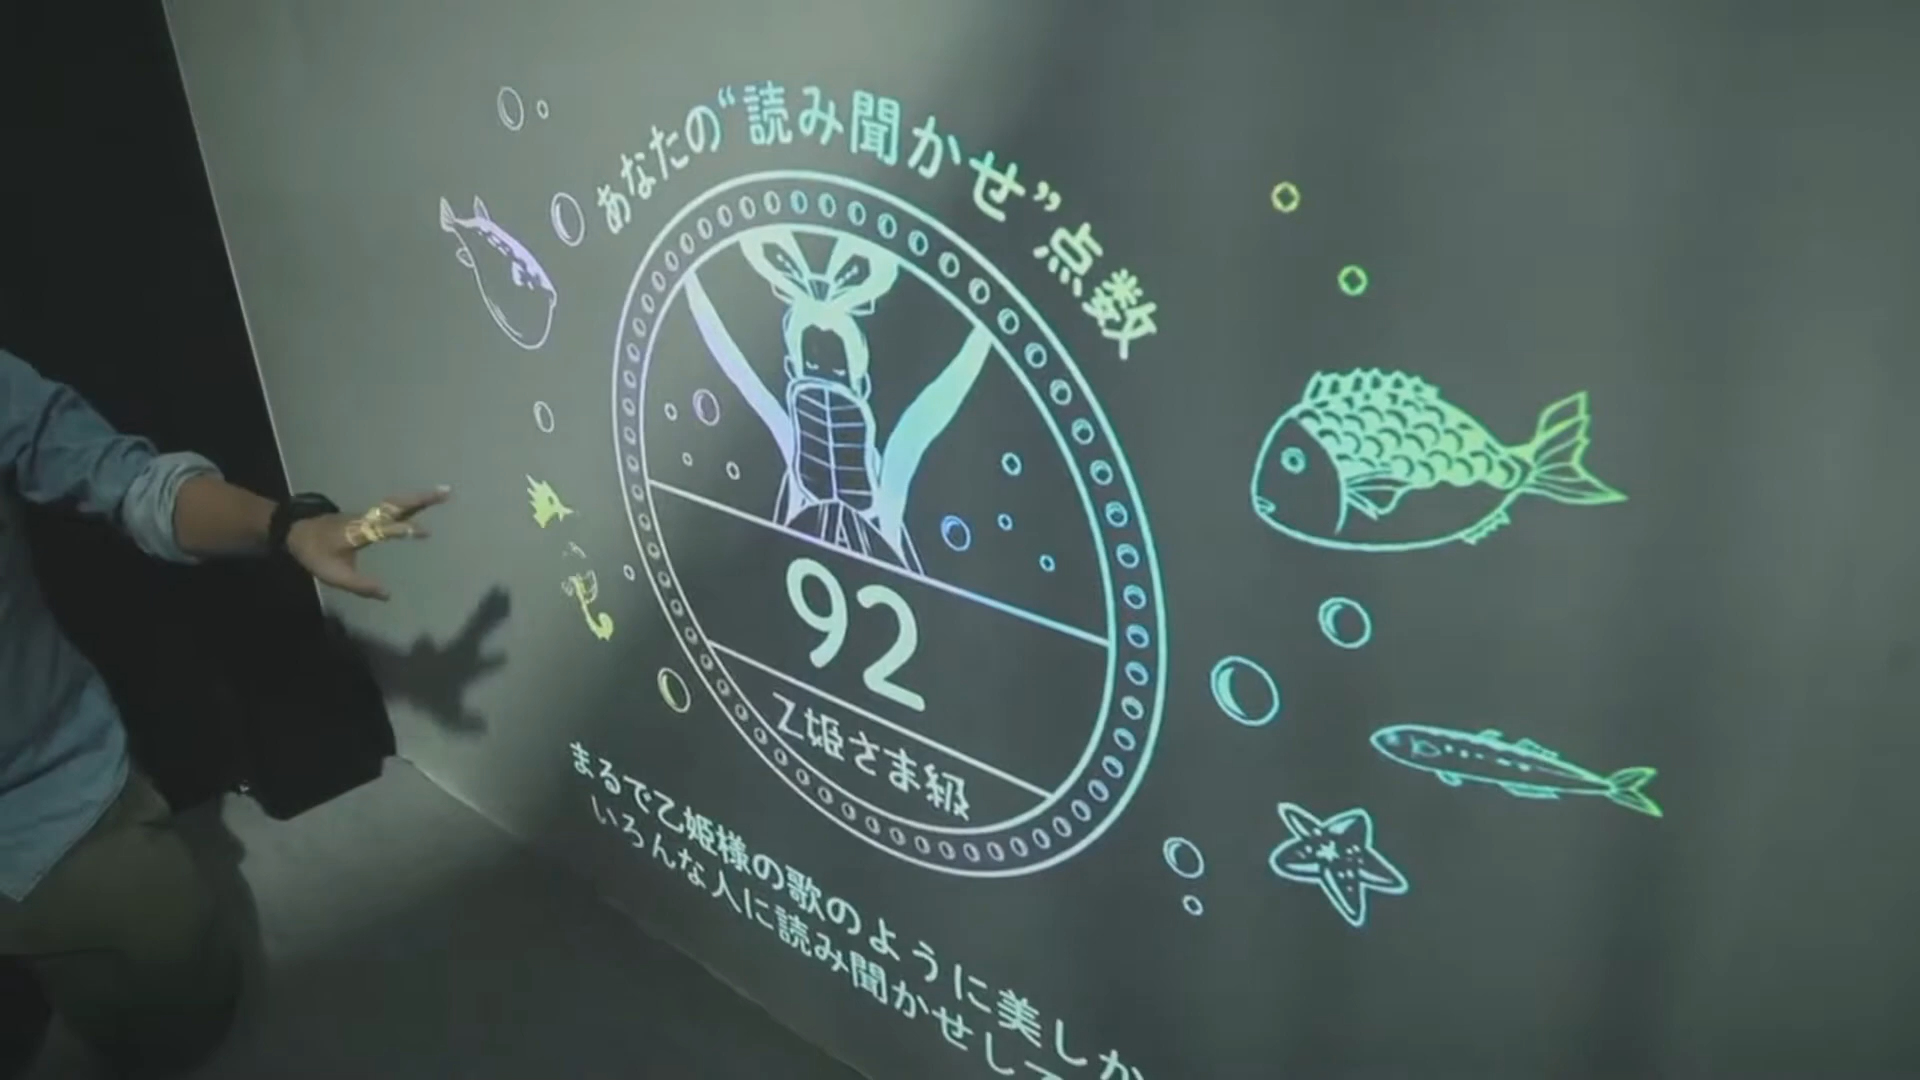 あなたの“読み聞かせ”点数
92
乙姫さま級
まるで乙姫様の歌のように美しか
いろんな人に読み聞かせして